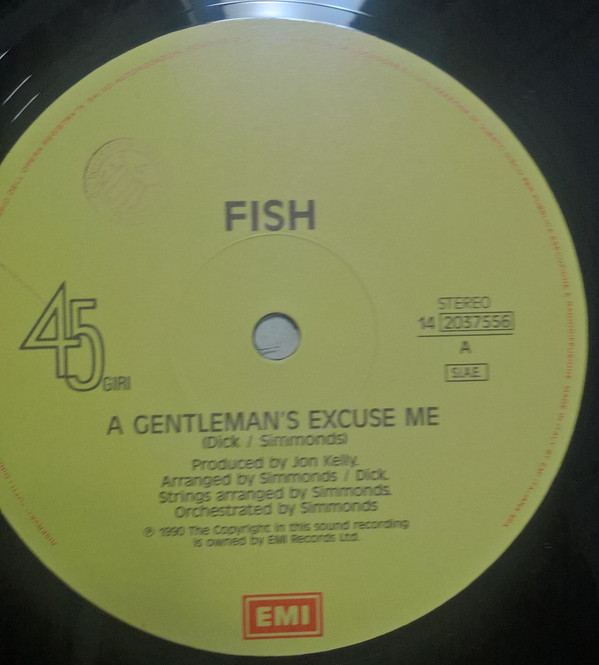 FISH
45 GIRI
STEREO
14 2037556
A
S.I.A.E.
A GENTLEMAN'S EXCUSE ME
(Dick / Simmonds)
Produced by Jon Kelly.
Arranged by Simmonds / Dick.
Strings arranged by Simmonds.
Orchestrated by Simmonds
℗ 1990 The Copyright in this sound recording
is owned by EMI Records Ltd.
EMI